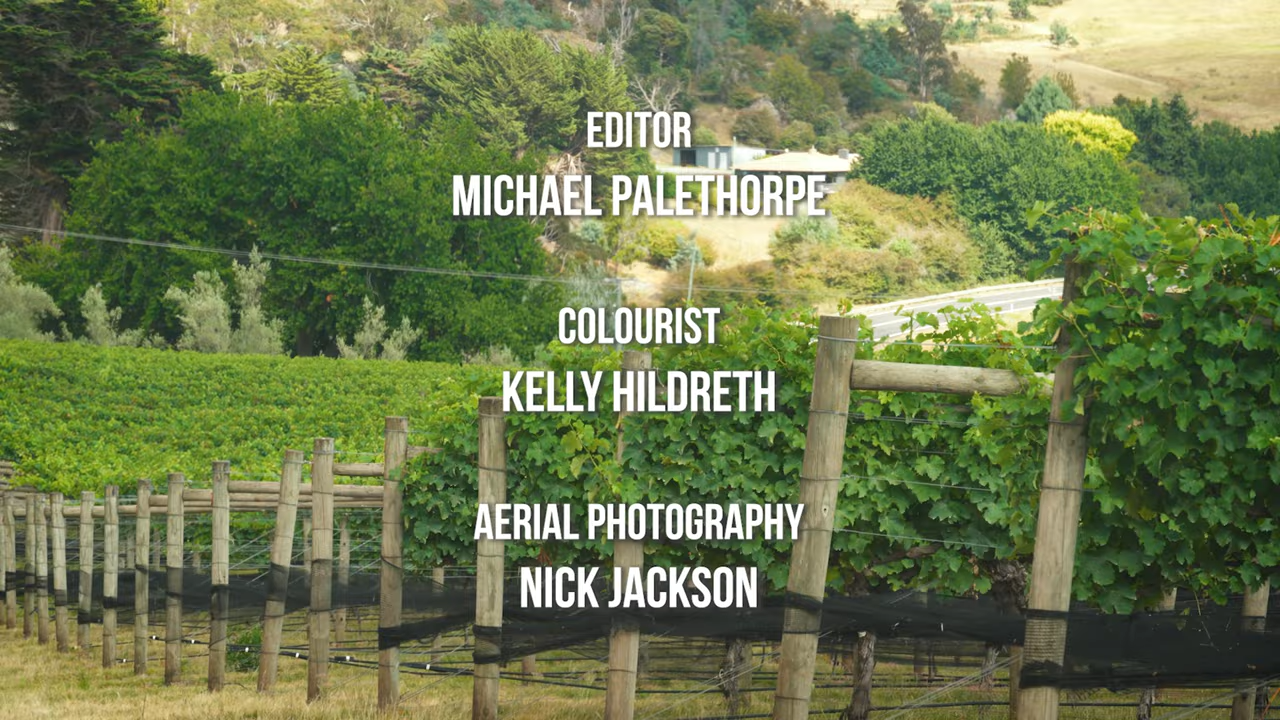 EDITOR
MICHAEL PALETHORPE
COLOURIST
KELLY HILDRETH
AERIAL PHOTOGRAPHY
NICK JACKSON